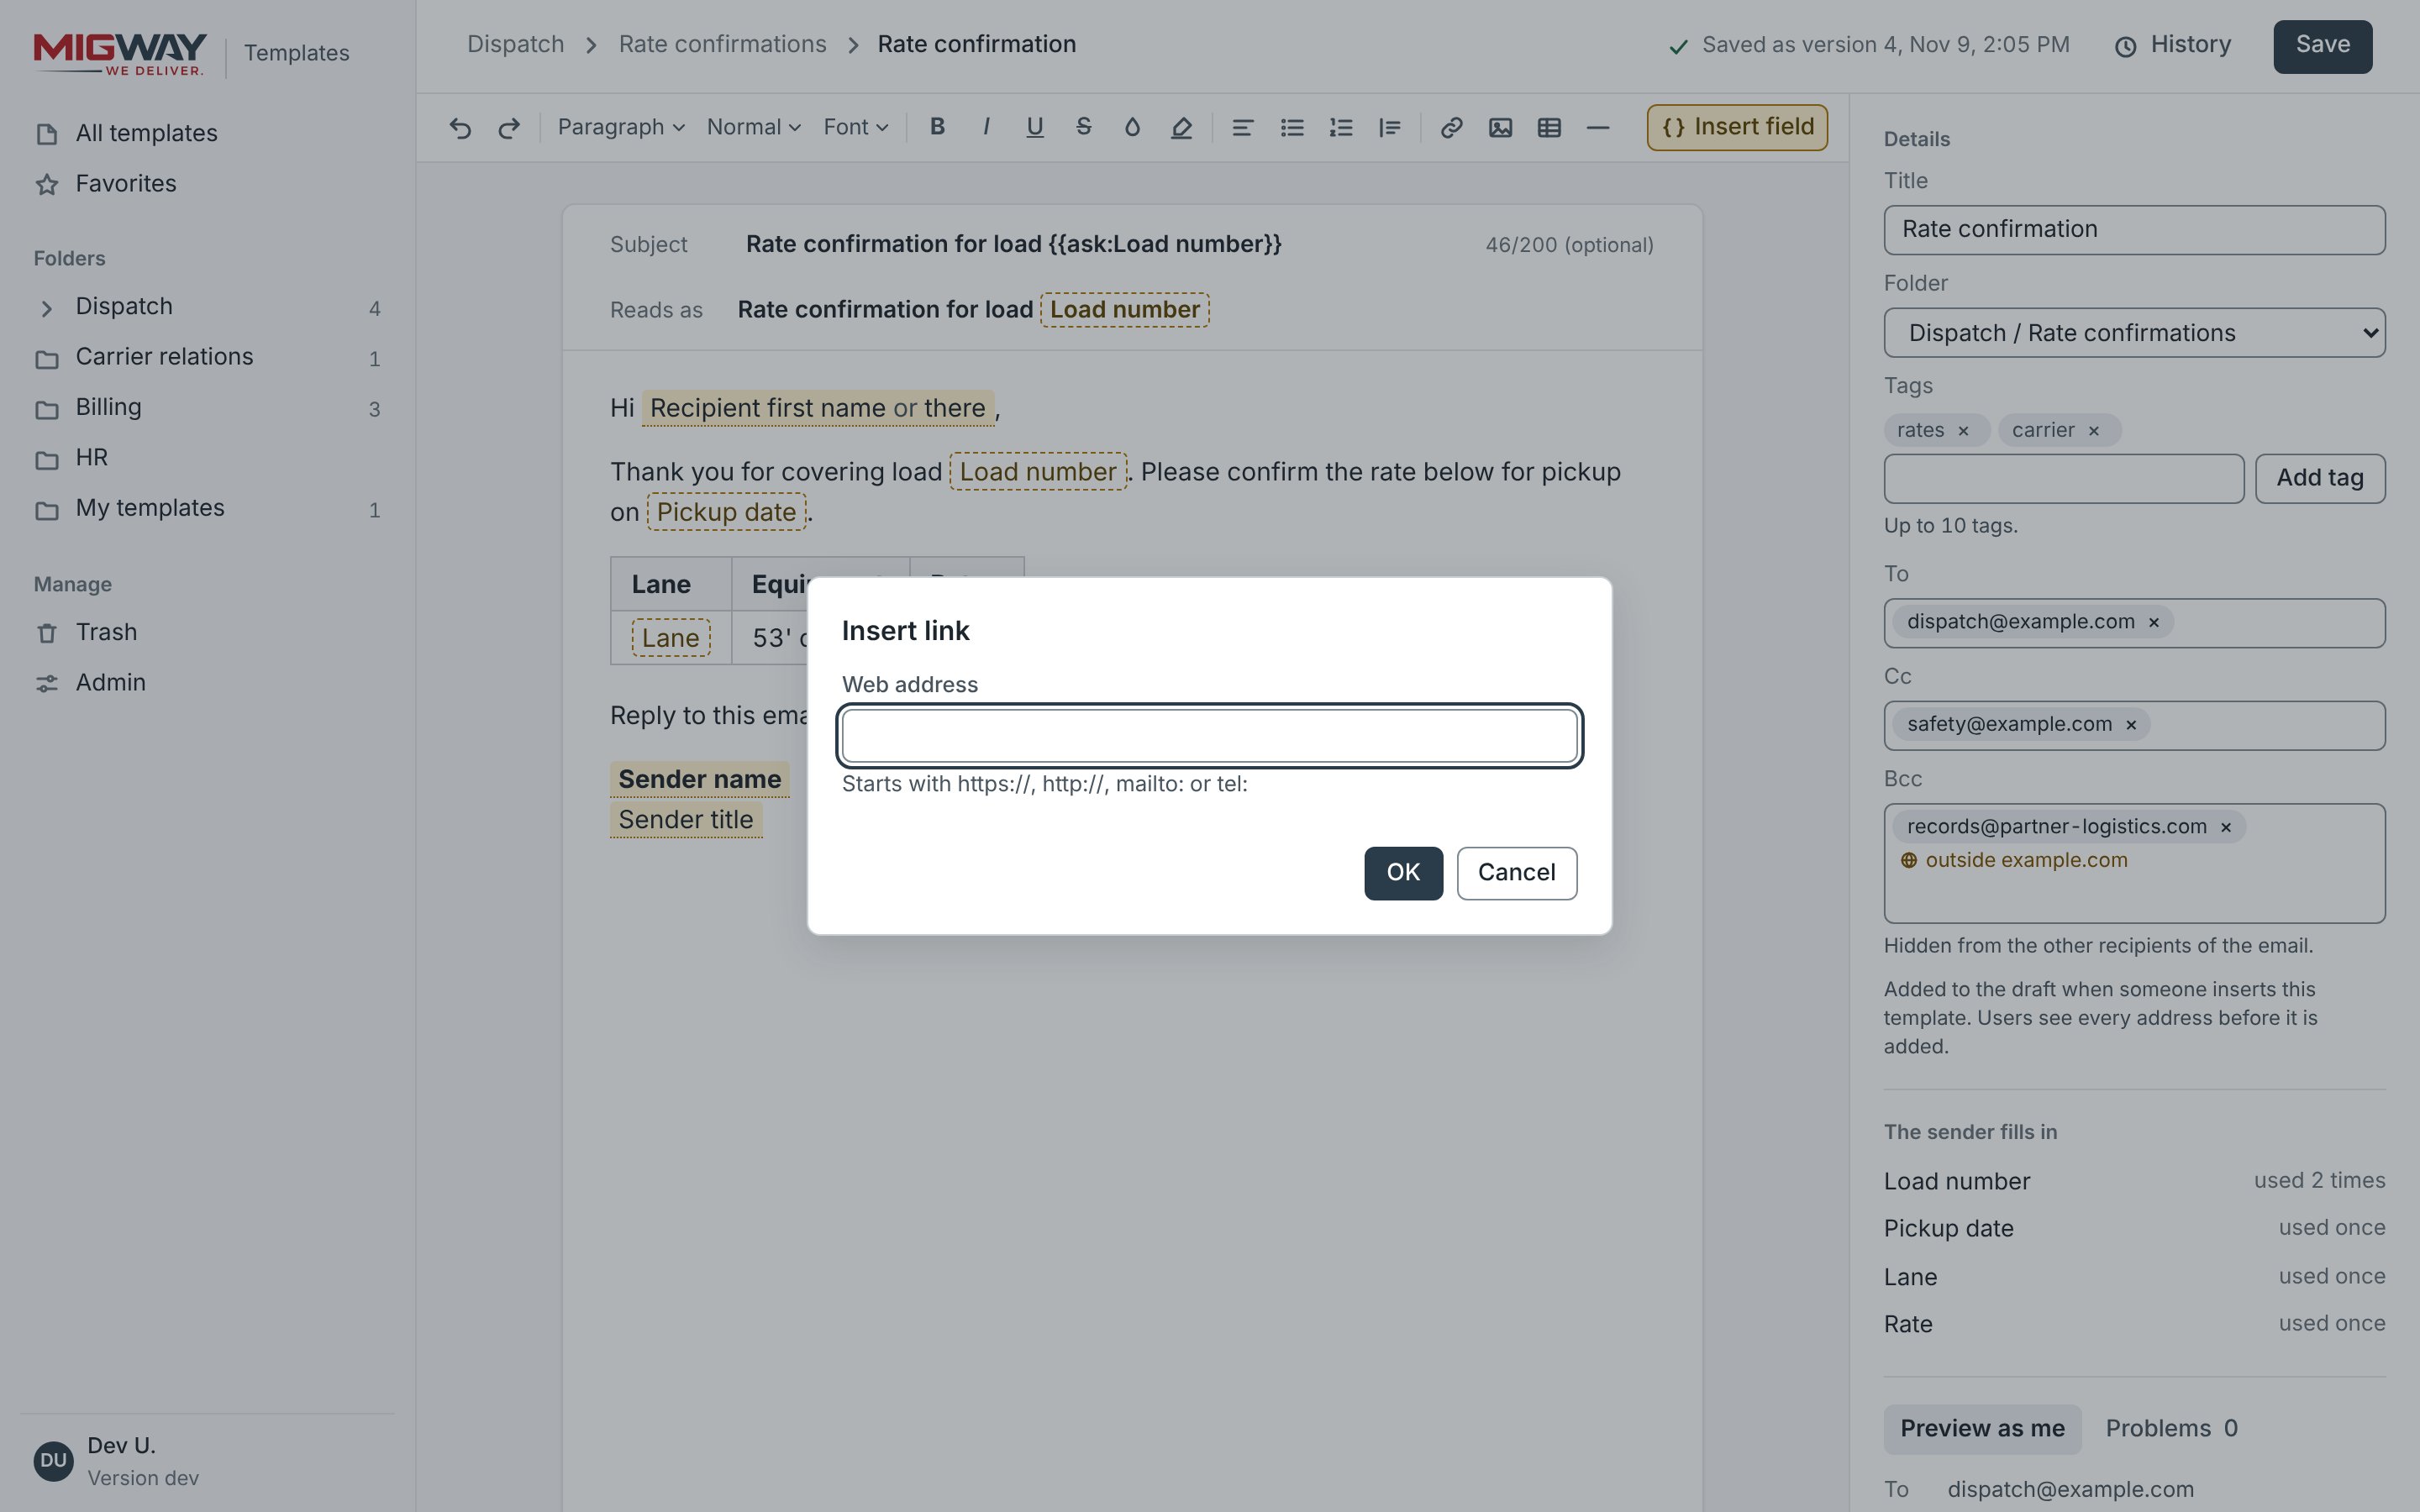 MIGWAY
WE DELIVER.
Templates
All templates
Favorites
Folders
Dispatch 4
Carrier relations 1
Billing 3
HR
My templates 1
Manage
Trash
Admin
DU
Dev U.
Version dev
Dispatch > Rate confirmations > Rate confirmation
Saved as version 4, Nov 9, 2:05 PM
History
Save
Paragraph Normal Font B I U S {} Insert field
Subject Rate confirmation for load {{ask:Load number}} 46/200 (optional)
Reads as Rate confirmation for load Load number
Hi Recipient first name or there ,
Thank you for covering load Load number . Please confirm the rate below for pickup
on Pickup date .
Lane
Lane 53'
Reply to this
Sender name
Sender title
Insert link
Web address
Starts with https://, http://, mailto: or tel:
OK Cancel
Details
Title
Rate confirmation
Folder
Dispatch / Rate confirmations
Tags
rates × carrier ×
Add tag
Up to 10 tags.
To
dispatch@example.com ×
Cc
safety@example.com ×
Bcc
records@partner-logistics.com ×
outside example.com
Hidden from the other recipients of the email.
Added to the draft when someone inserts this
template. Users see every address before it is
added.
The sender fills in
Load number used 2 times
Pickup date used once
Lane used once
Rate used once
Preview as me Problems 0
To dispatch@example.com